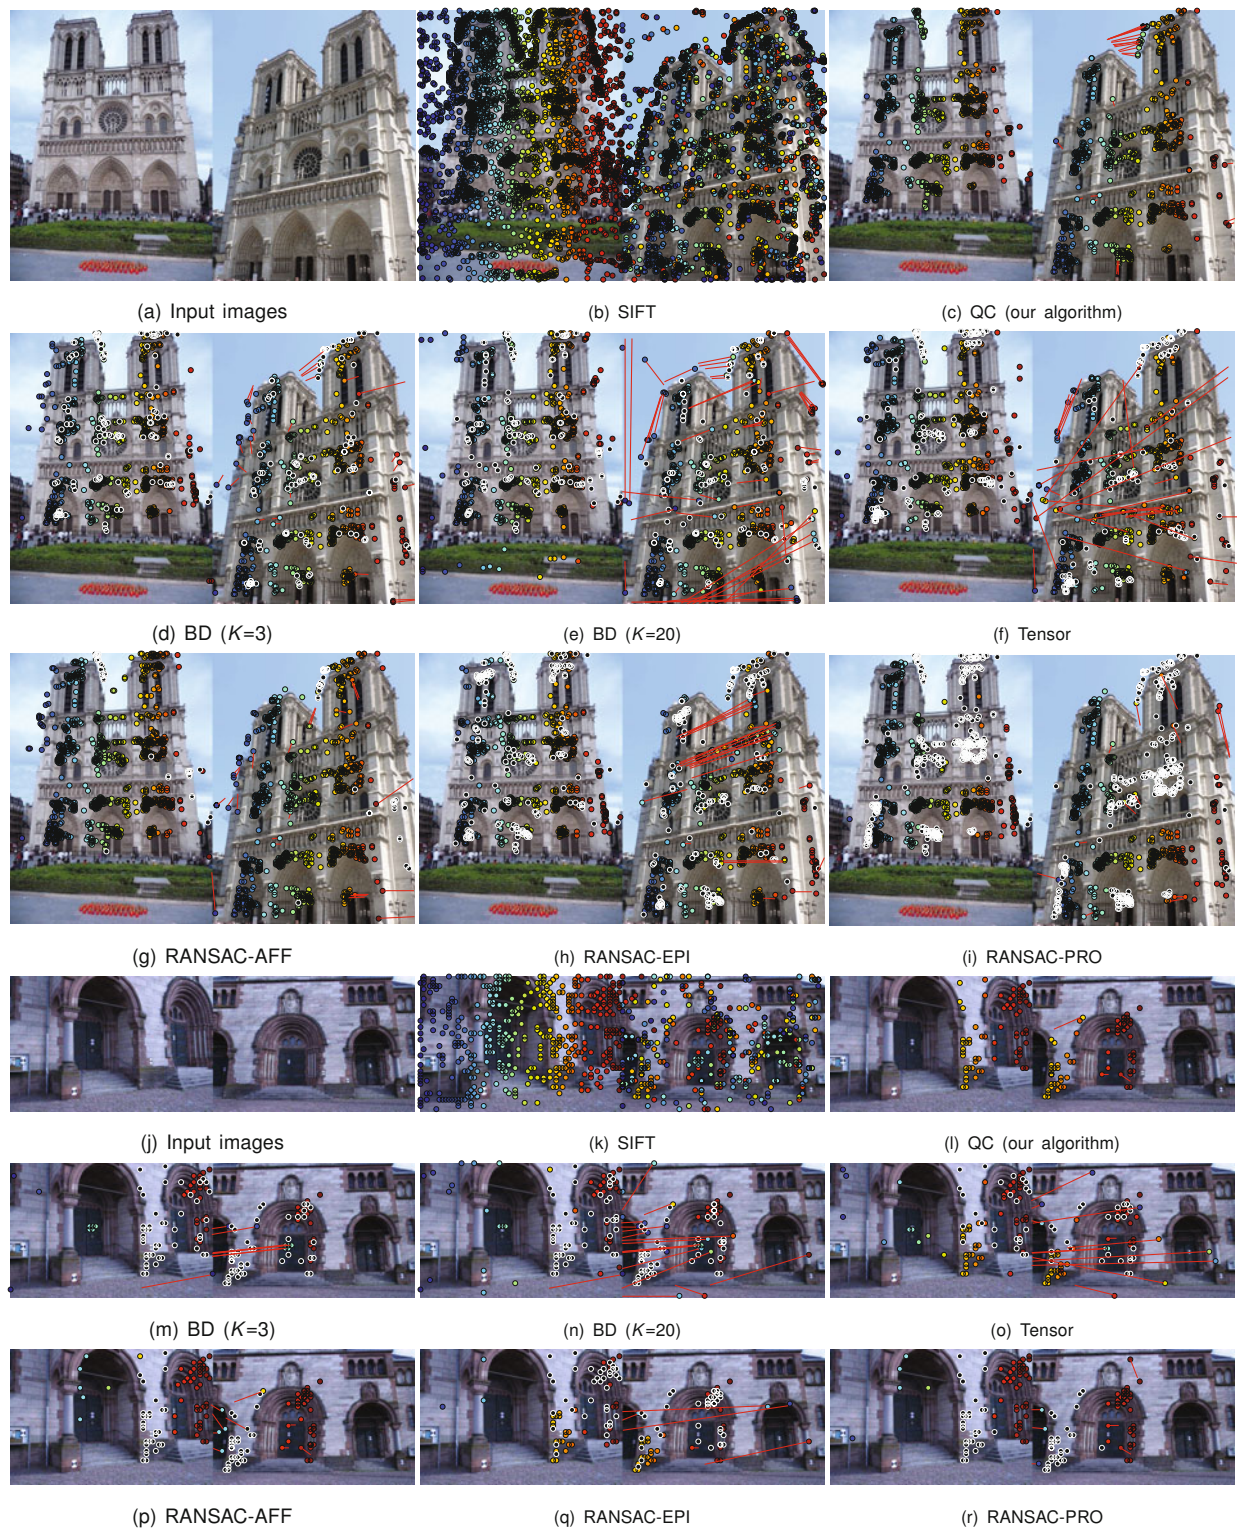 (a) Input images
(b) SIFT
(c) QC (our algorithm)
(d) BD (K=3)
(e) BD (K=20)
(f) Tensor
(g) RANSAC-AFF
(h) RANSAC-EPI
(i) RANSAC-PRO
(j) Input images
(k) SIFT
(l) QC (our algorithm)
(m) BD (K=3)
(n) BD (K=20)
(o) Tensor
(p) RANSAC-AFF
(q) RANSAC-EPI
(r) RANSAC-PRO